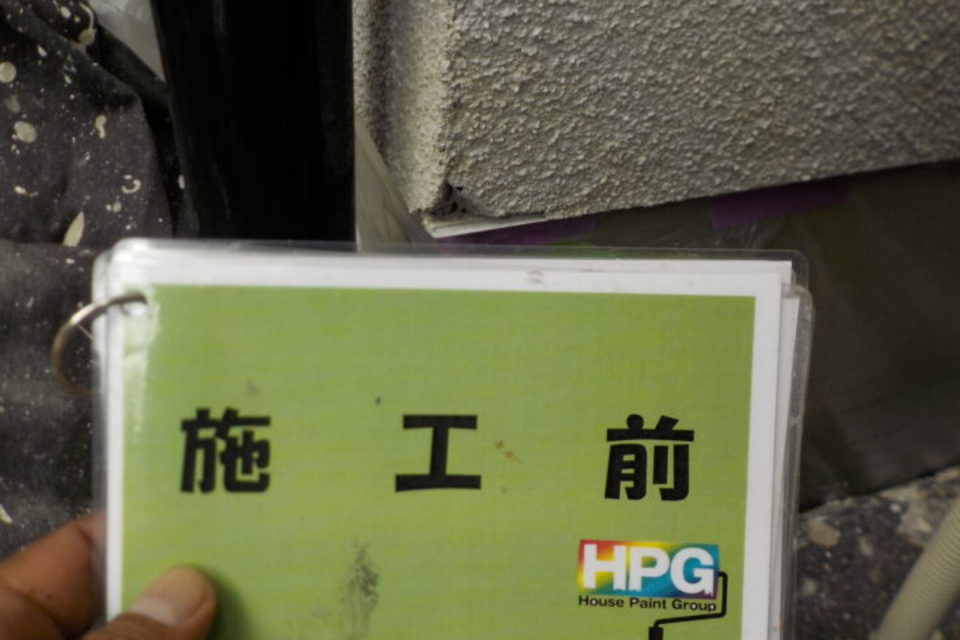 施工前
HPG
House Paint Group